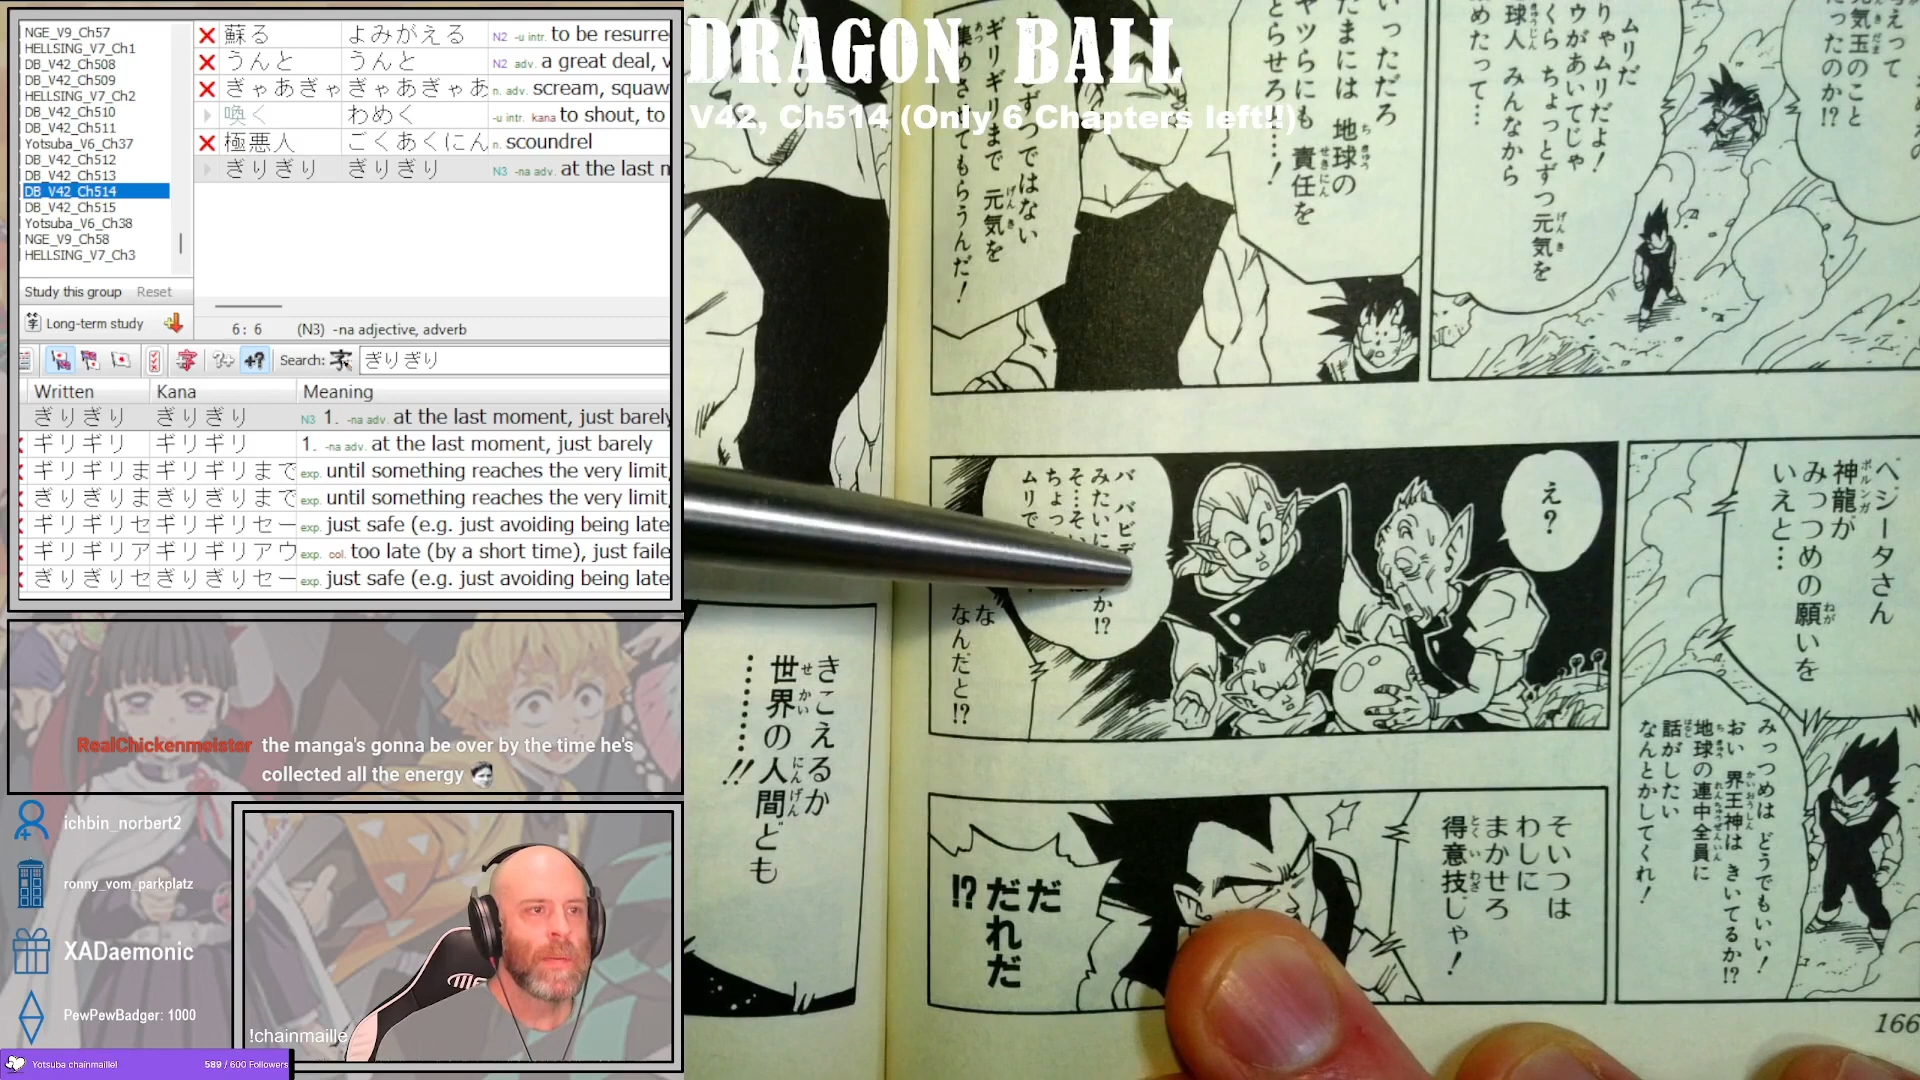 NGE_V9_Ch57
HELLSING_V7_Ch1
DB_V42_Ch508
DB_V42_Ch509
HELLSING_V7_Ch2
DB_V42_Ch510
DB_V42_Ch511
Yotsuba_V6_Ch37
DB_V42_Ch512
DB_V42_Ch513
DB_V42_Ch514
DB_V42_Ch515
Yotsuba_V6_Ch38
NGE_V9_Ch58
HELLSING_V7_Ch3
Study this group Reset
Long-term study
蘇る よみがえる N2 -u intr. to be resurre
うんと うんと N2 adv. a great deal, v
ぎゃあぎゃ ぎゃあぎゃあ n. adv. scream, squaw
喚く わめく -u intr. kana to shout, to
極悪人 ごくあくにん n. scoundrel
ぎりぎり ぎりぎり N3 -na adv. at the last m
6: 6 (N3) -na adjective, adverb
Search: ぎりぎり
Written Kana Meaning
ぎりぎり ぎりぎり N3 1. -na adv. at the last moment, just barely
ギリギリ ギリギリ 1. -na adv. at the last moment, just barely
ギリギリま ギリギリまで exp. until something reaches the very limit,
ぎりぎりま ぎりぎりまで exp. until something reaches the very limit,
ギリギリセ ギリギリセー exp. just safe (e.g. just avoiding being late
ギリギリア ギリギリアウ exp. col. too late (by a short time), just faile
ぎりぎりセ ぎりぎりセー exp. just safe (e.g. just avoiding being late
RealChickenmeister the manga's gonna be over by the time he's
collected all the energy
ichbin_norbert2
ronny_vom_parkplatz
XADaemonic
PewPewBadger: 1000
!chainmaille
Yotsuba chainmaille!
589 / 600 Followers
DRAGON BALL
V42, Ch514 (Only 6 Chapters left!!)
元気玉のこと
だったのか!?
ムリだ
りゃムリだよ!
ウがあいてじゃ
くら ちょっとずつ元気を
球人 みんなから
めたって…
いっただろ
たまには 地球の
ヤツらにも 責任を
とらせろ…!
ずつではない
ギリギリまで 元気を
集めさせてもらうんだ!
ベジータさん
神龍が
みっつめの願いを
いえと…
みっつめは どうでもいい!
おい 界王神は きいてるか!?
地球の連中全員に
話がしたい
なんとかしてくれ!
え?
バ バビデ
みたいに か!?
そ…そ
ちょっ
ムリで
な
なんだと!?
そいつは
わしに
まかせろ
得意技じゃ!
だ
だれだ
!?
きこえるか
世界の人間ども
………!!
166